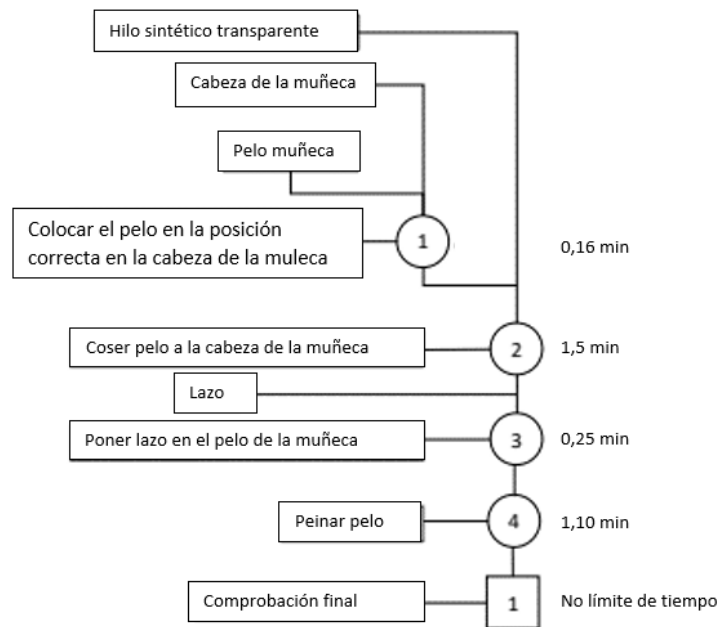 Hilo sintético transparente
Cabeza de la muñeca
Pelo muñeca
Colocar el pelo en la posición
correcta en la cabeza de la muleca
1
0,16 min
Coser pelo a la cabeza de la muñeca
2
1,5 min
Lazo
Poner lazo en el pelo de la muñeca
3
0,25 min
Peinar pelo
4
1,10 min
Comprobación final
1
No límite de tiempo